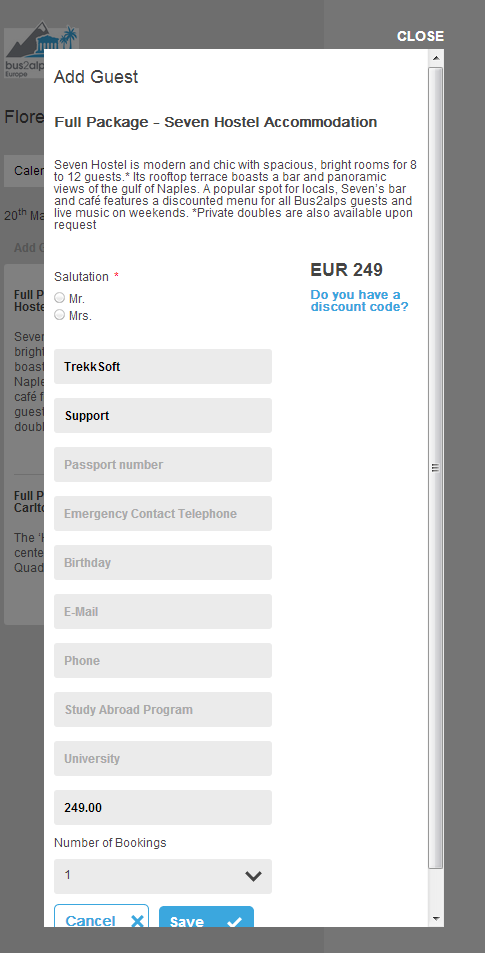 CLOSE
bus2alp
Europe
Flore
Caler
20th Ma
Add G
Full P
Hoste
Seven
bright
boast
Naple
café f
guest
doubl
Full P
Carlto
The 'H
cente
Quad
Add Guest
Full Package - Seven Hostel Accommodation
Seven Hostel is modern and chic with spacious, bright rooms for 8
to 12 guests.* Its rooftop terrace boasts a bar and panoramic
views of the gulf of Naples. A popular spot for locals, Seven's bar
and café features a discounted menu for all Bus2alps guests and
live music on weekends. *Private doubles are also available upon
request
Salutation *
Mr.
Mrs.
EUR 249
Do you have a
discount code?
TrekkSoft
Support
Passport number
Emergency Contact Telephone
Birthday
E-Mail
Phone
Study Abroad Program
University
249.00
Number of Bookings
1
Cancel
Save